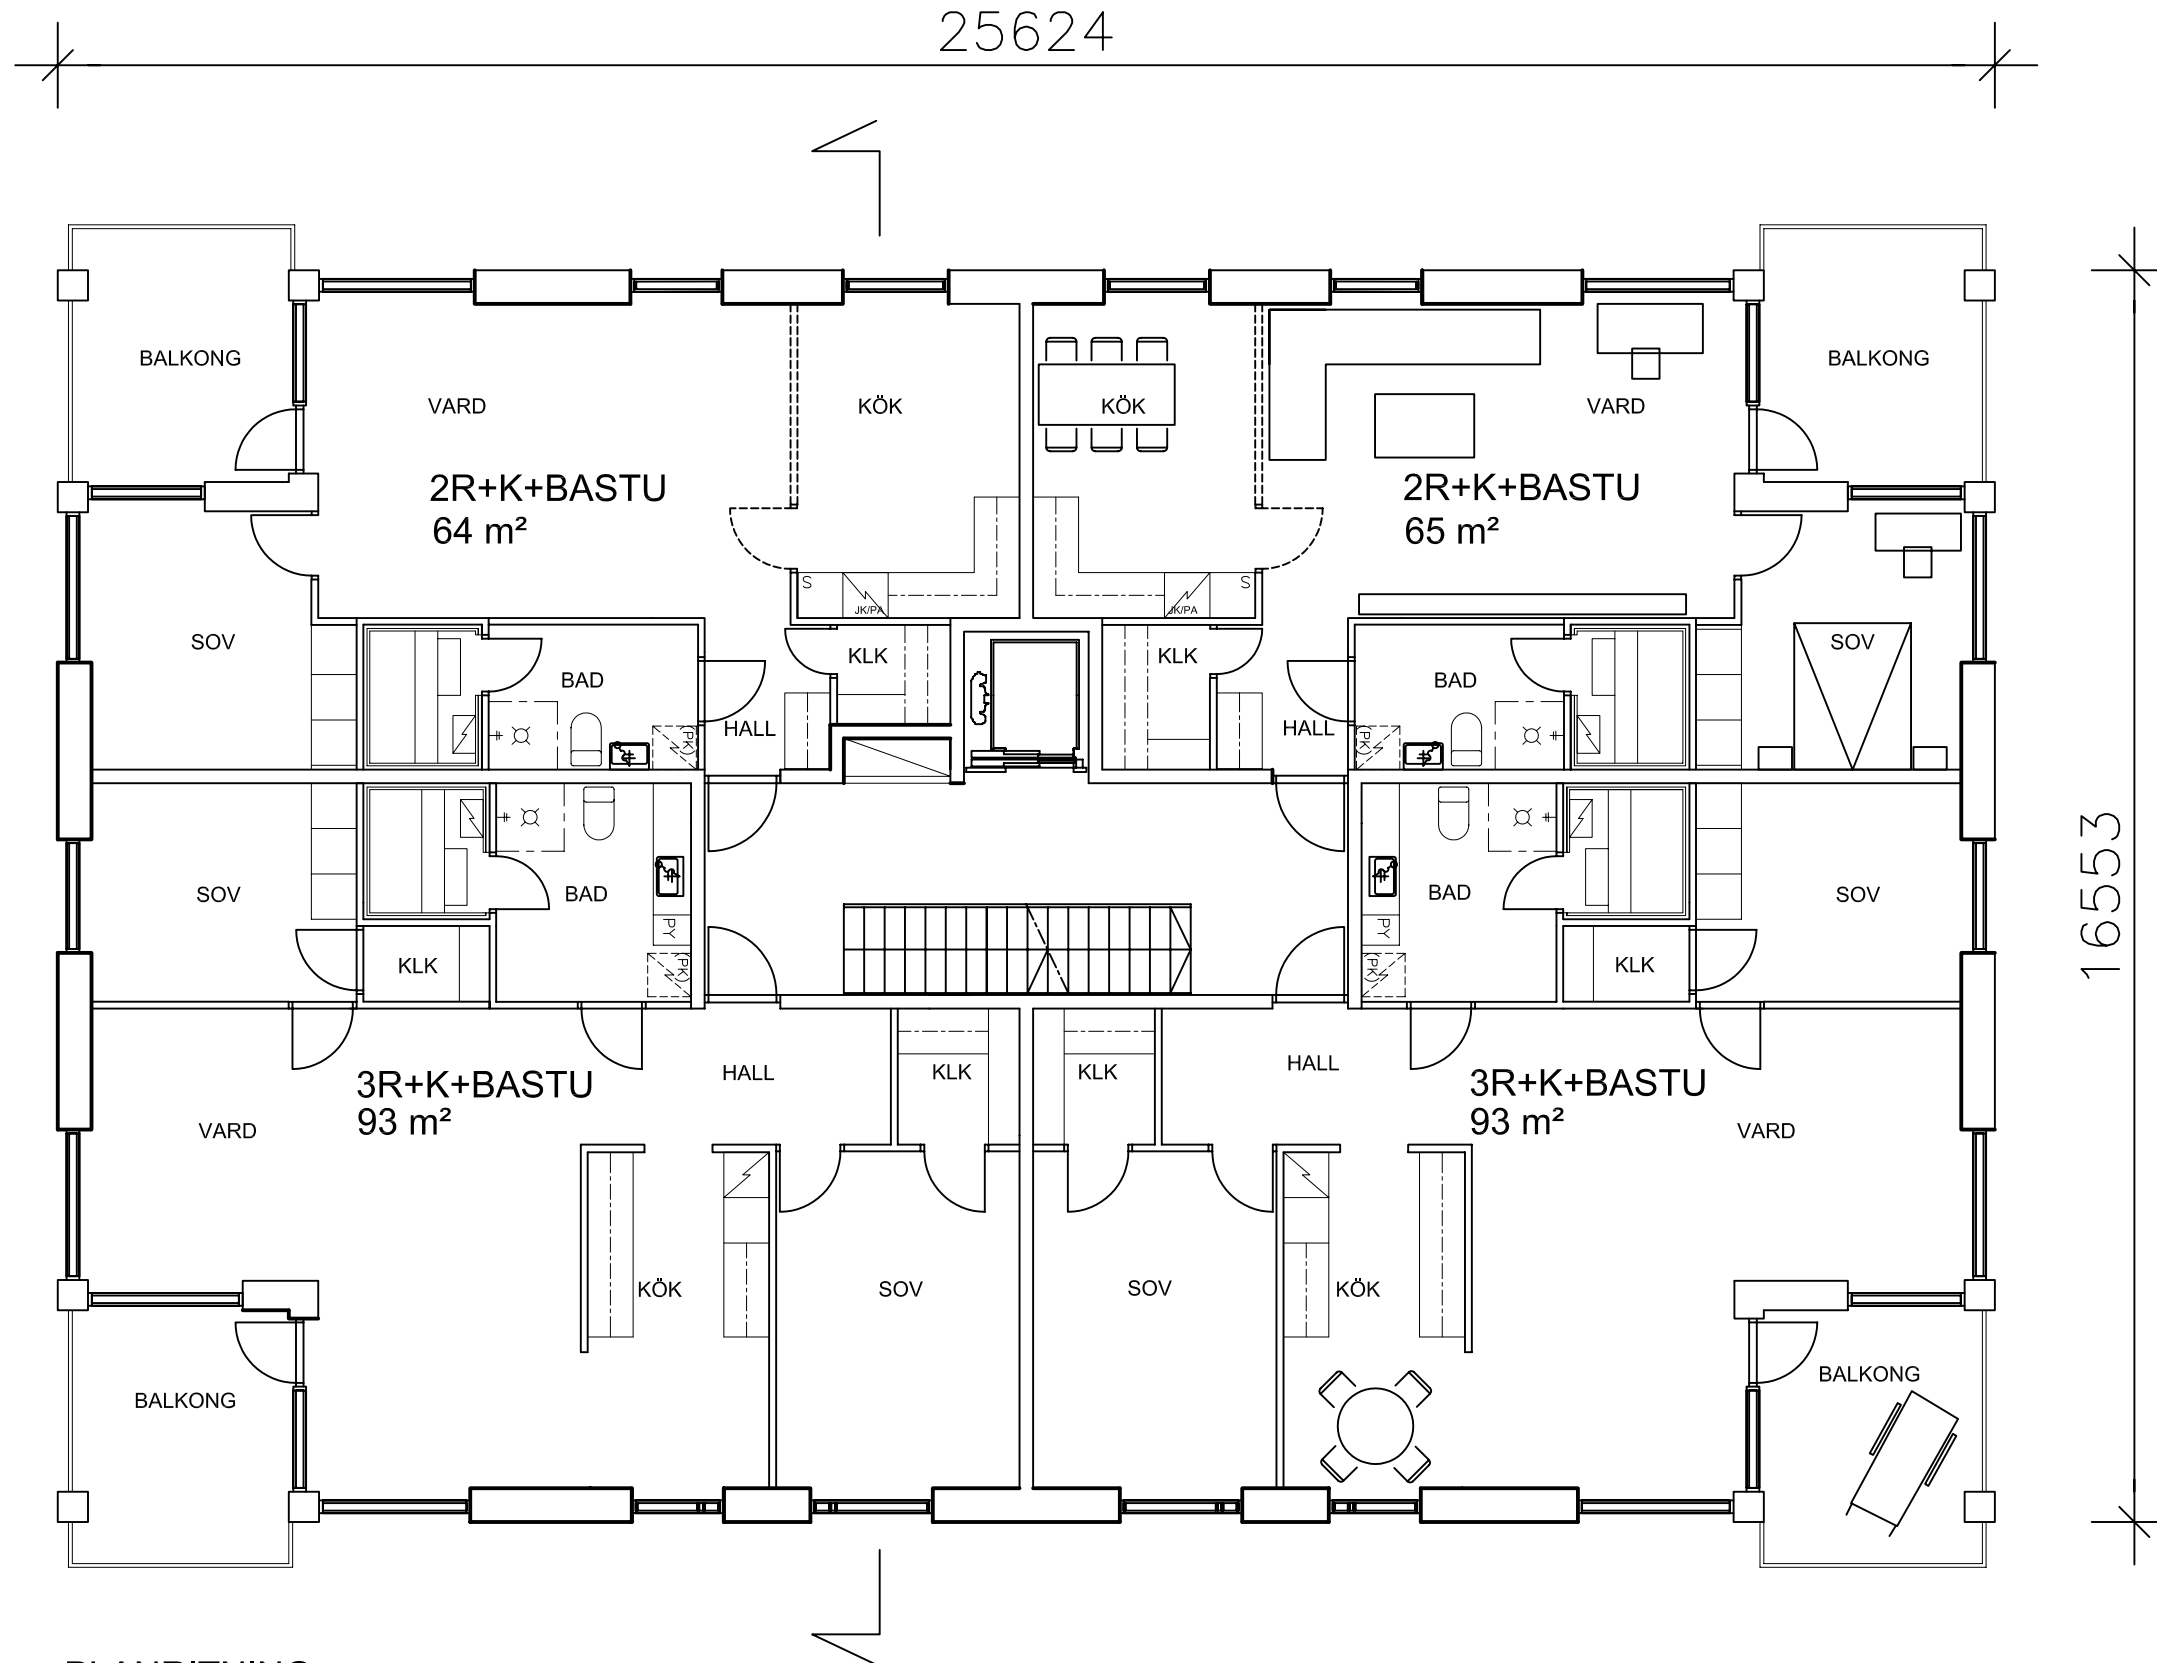 25624
BALKONG
BALKONG
VARD
KÖK
KÖK
VARD
2R+K+BASTU
64 m²
2R+K+BASTU
65 m²
S
JK/PA
JK/PA
S
SOV
BAD
KLK
KLK
BAD
SOV
HALL
HALL
(PK)
(PK)
SOV
BAD
BAD
SOV
PY
PY
KLK
KLK
(PK)
(PK)
16553
3R+K+BASTU
93 m²
HALL
KLK
KLK
HALL
3R+K+BASTU
93 m²
VARD
VARD
KÖK
SOV
SOV
KÖK
BALKONG
BALKONG
PLANRITNING